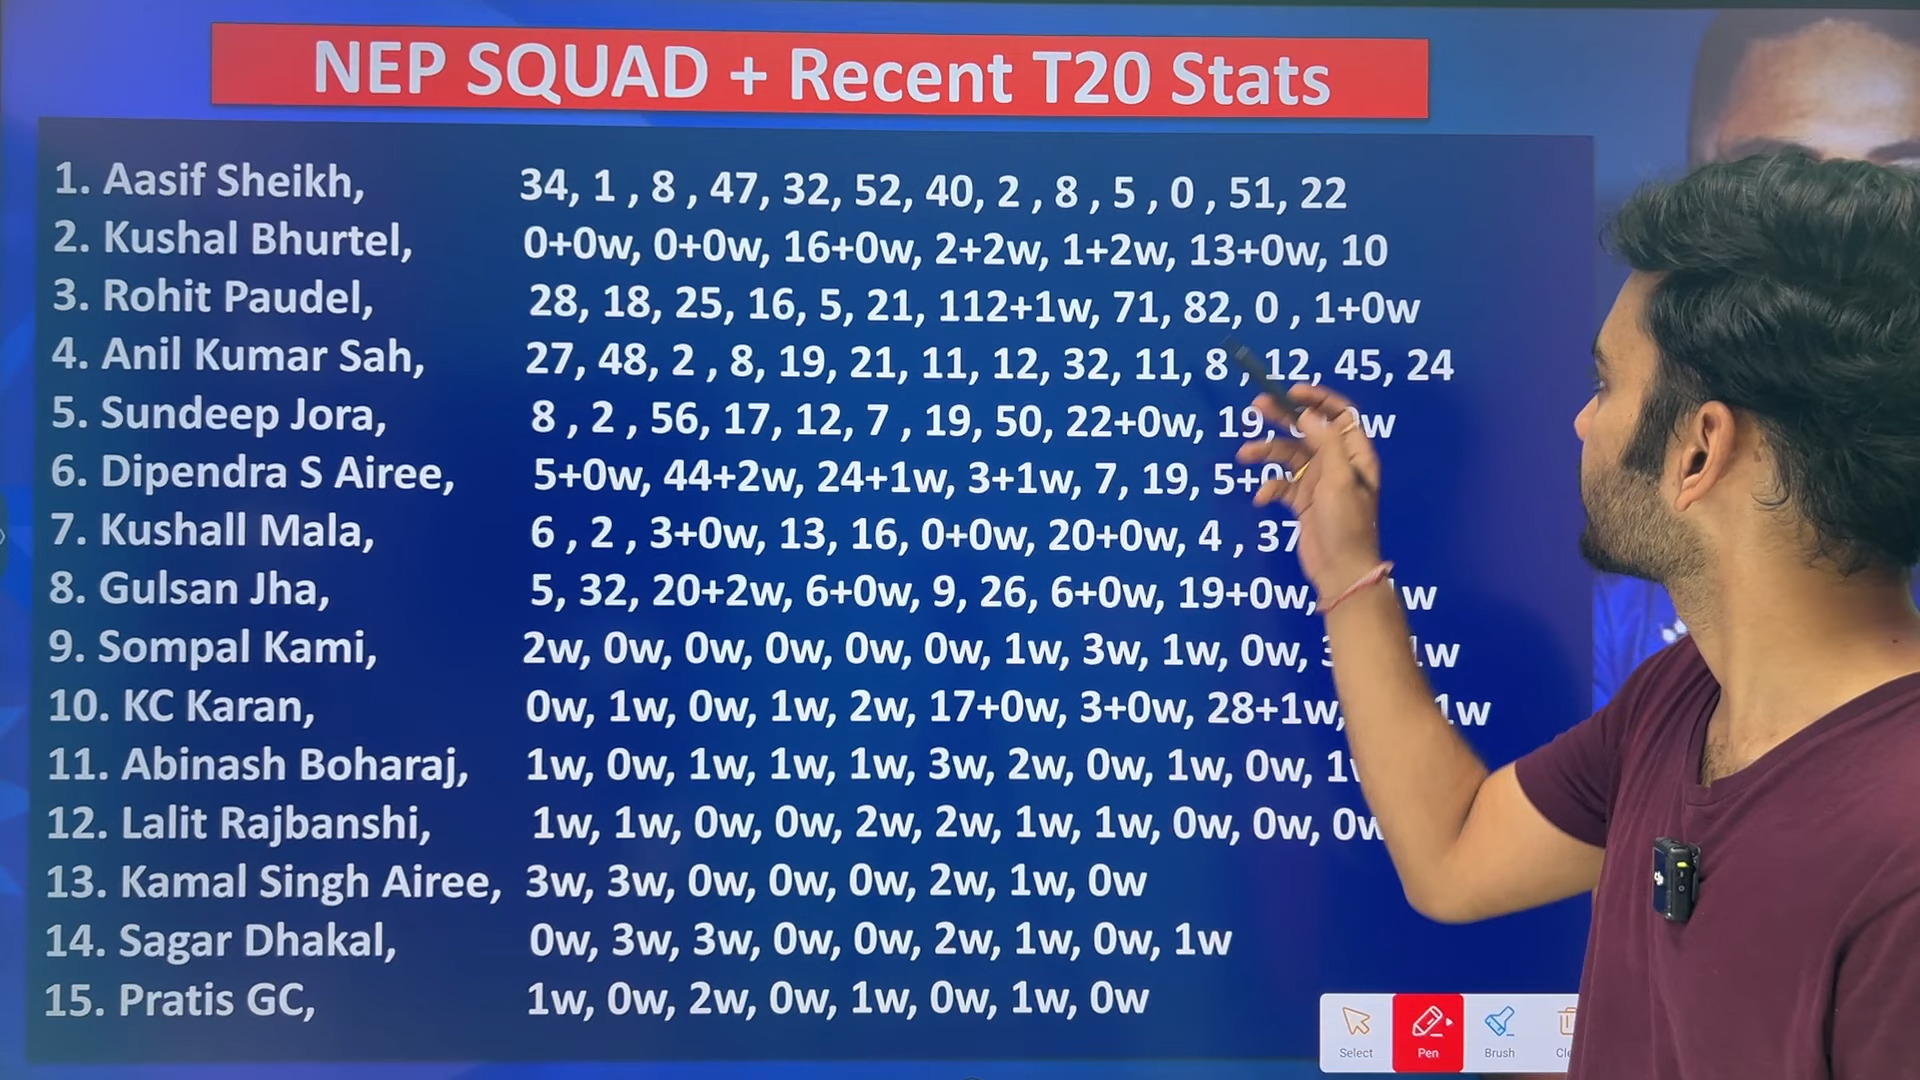 NEP SQUAD + Recent T20 Stats
1. Aasif Sheikh, 34, 1 , 8 , 47, 32, 52, 40, 2 , 8 , 5 , 0 , 51, 22
2. Kushal Bhurtel, 0+0w, 0+0w, 16+0w, 2+2w, 1+2w, 13+0w, 10
3. Rohit Paudel, 28, 18, 25, 16, 5, 21, 112+1w, 71, 82, 0 , 1+0w
4. Anil Kumar Sah, 27, 48, 2 , 8, 19, 21, 11, 12, 32, 11, 8 , 12, 45, 24
5. Sundeep Jora, 8 , 2 , 56, 17, 12, 7 , 19, 50, 22+0w, 19,
6. Dipendra S Airee, 5+0w, 44+2w, 24+1w, 3+1w, 7, 19,
7. Kushall Mala, 6 , 2 , 3+0w, 13, 16, 0+0w, 20+0w, 4 , 37
8. Gulsan Jha, 5, 32, 20+2w, 6+0w, 9, 26, 6+0w, 19+0w,
9. Sompal Kami, 2w, 0w, 0w, 0w, 0w, 0w, 1w, 3w, 1w, 0w,
10. KC Karan, 0w, 1w, 0w, 1w, 2w, 17+0w, 3+0w, 28+1w,
11. Abinash Boharaj, 1w, 0w, 1w, 1w, 1w, 3w, 2w, 0w, 1w, 0w,
12. Lalit Rajbanshi, 1w, 1w, 0w, 0w, 2w, 2w, 1w, 1w, 0w, 0w, 0w
13. Kamal Singh Airee, 3w, 3w, 0w, 0w, 0w, 2w, 1w, 0w
14. Sagar Dhakal, 0w, 3w, 3w, 0w, 0w, 2w, 1w, 0w, 1w
15. Pratis GC, 1w, 0w, 2w, 0w, 1w, 0w, 1w, 0w
Select Pen Brush